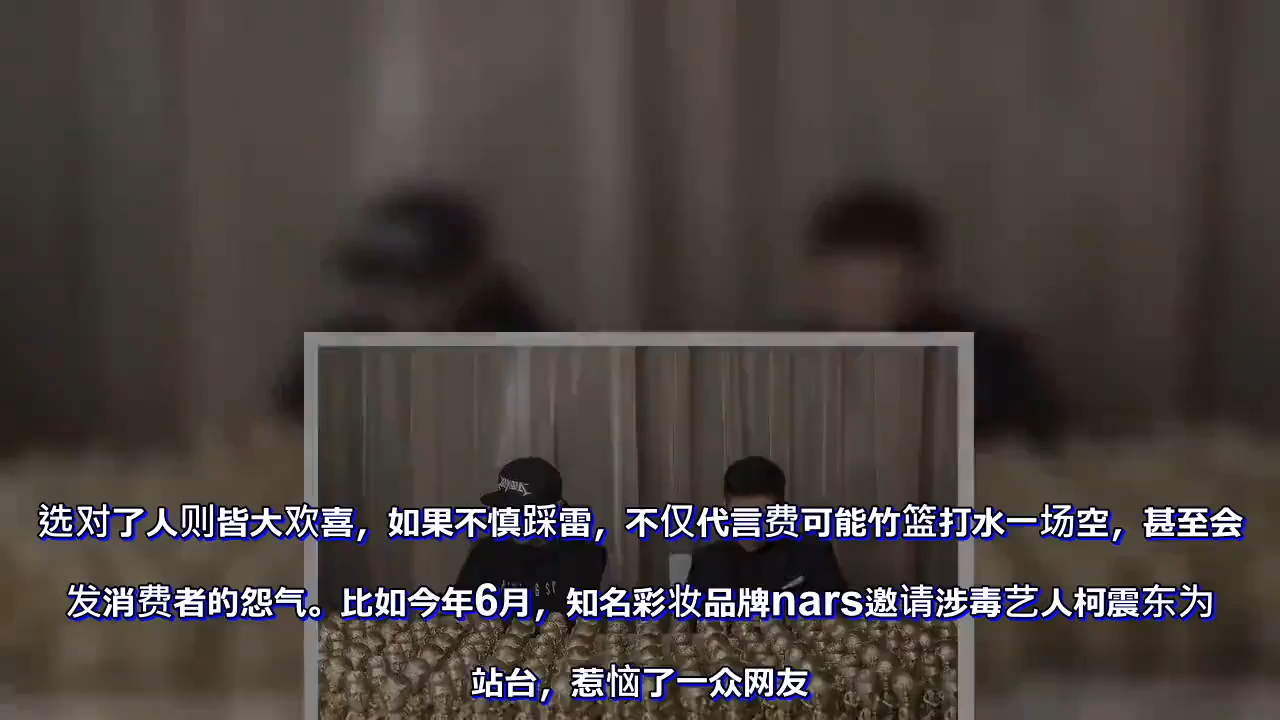 选对了人则皆大欢喜，如果不慎踩雷，不仅代言费可能竹篮打水一场空，甚至会
发消费者的怨气。比如今年6月，知名彩妆品牌nars邀请涉毒艺人柯震东为
站台，惹恼了一众网友